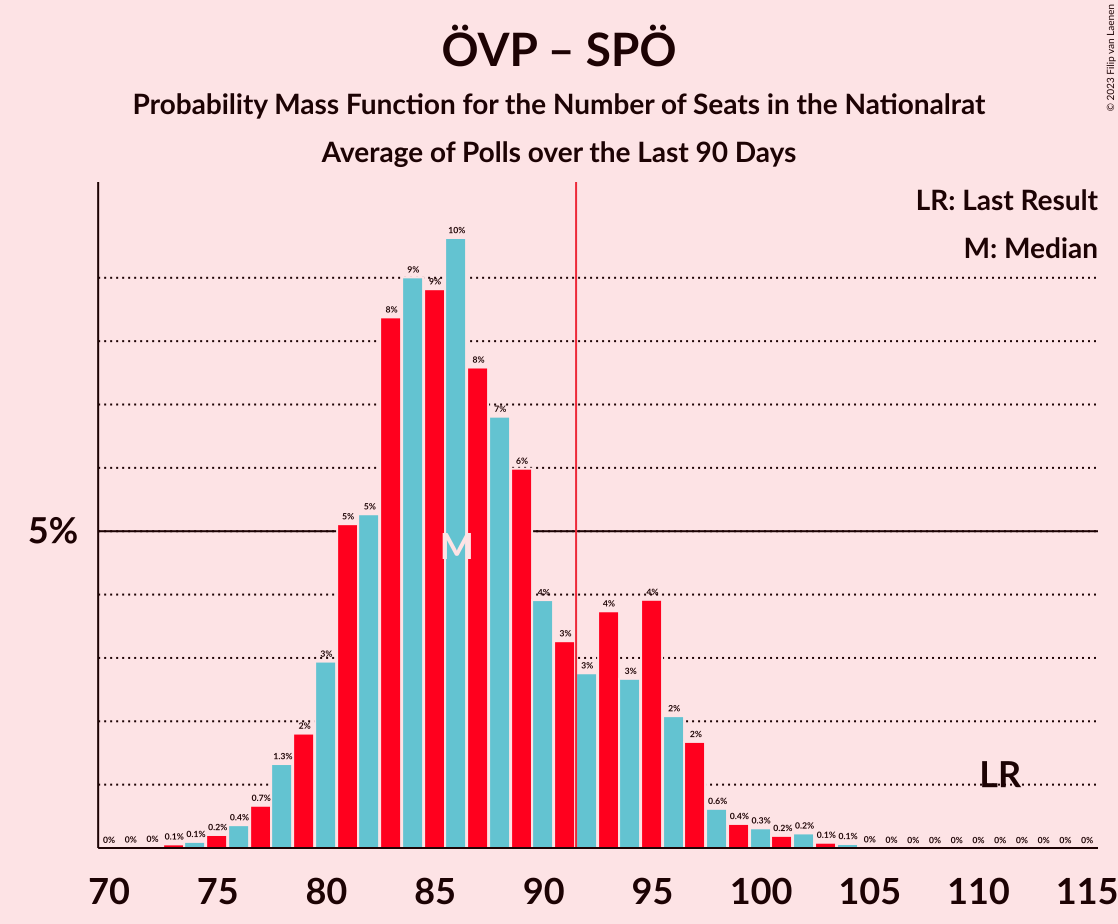 ÖVP – SPÖ
Probability Mass Function for the Number of Seats in the Nationalrat
Average of Polls over the Last 90 Days
© 2023 Filip van Laenen
LR: Last Result
M: Median
5%
0% 0% 0% 0.1% 0.1% 0.2% 0.4% 0.7% 1.3% 2% 3% 5% 5% 8% 9% 9% 10% 8% 7% 6% 4% 3% 3% 4% 3% 4% 2% 2% 0.6% 0.4% 0.3% 0.2% 0.2% 0.1% 0.1% 0% 0% 0% 0% 0% 0% 0% 0% 0% 0% 0%
M
LR
70 75 80 85 90 95 100 105 110 115